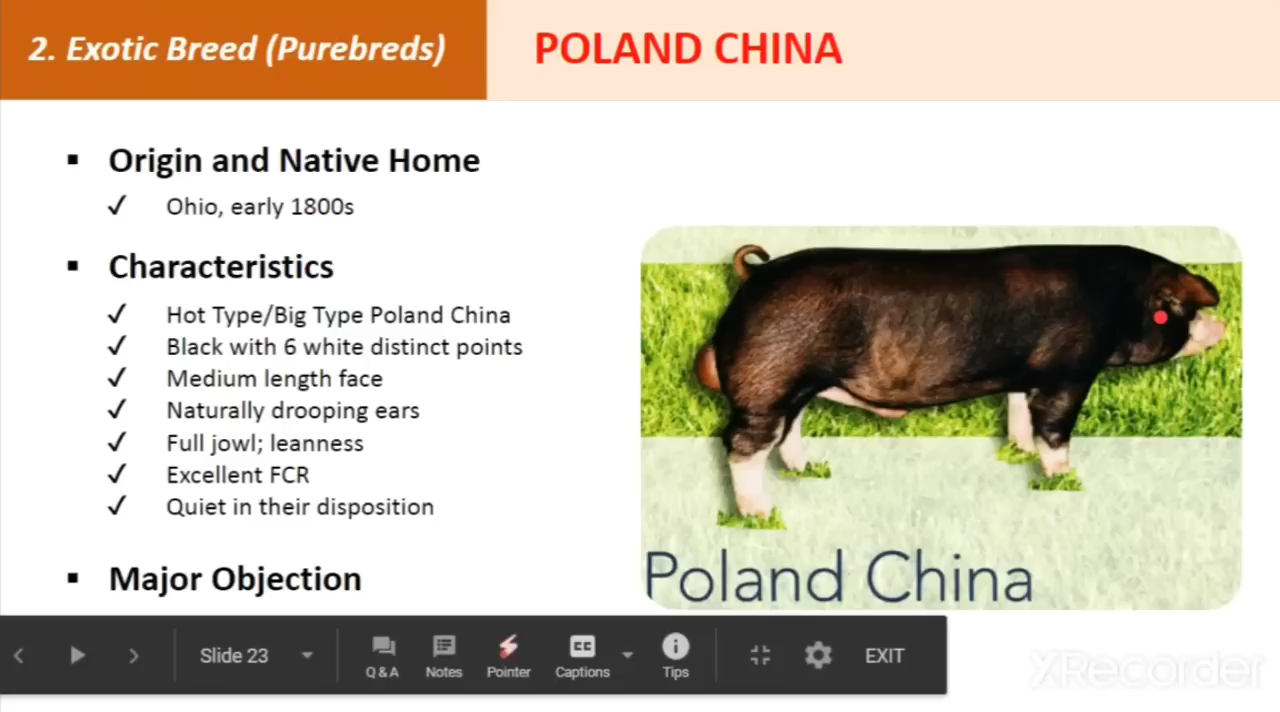 2. Exotic Breed (Purebreds)
POLAND CHINA
▪ Origin and Native Home
✓ Ohio, early 1800s
▪ Characteristics
✓ Hot Type/Big Type Poland China
✓ Black with 6 white distinct points
✓ Medium length face
✓ Naturally drooping ears
✓ Full jowl; leanness
✓ Excellent FCR
✓ Quiet in their disposition
▪ Major Objection
Poland China
Slide 23
Q&A
Notes
Pointer
CC
Captions
Tips
EXIT
XRecorder